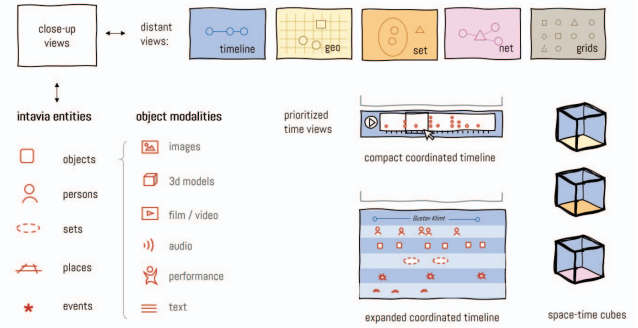 close-up
views
distant
views:
timeline
geo
set
net
grids
intavia entities
objects
persons
sets
places
events
object modalities
images
3d models
film / video
audio
performance
text
prioritized
time views
compact coordinated timeline
Gustav Klimt
expanded coordinated timeline
space-time cubes